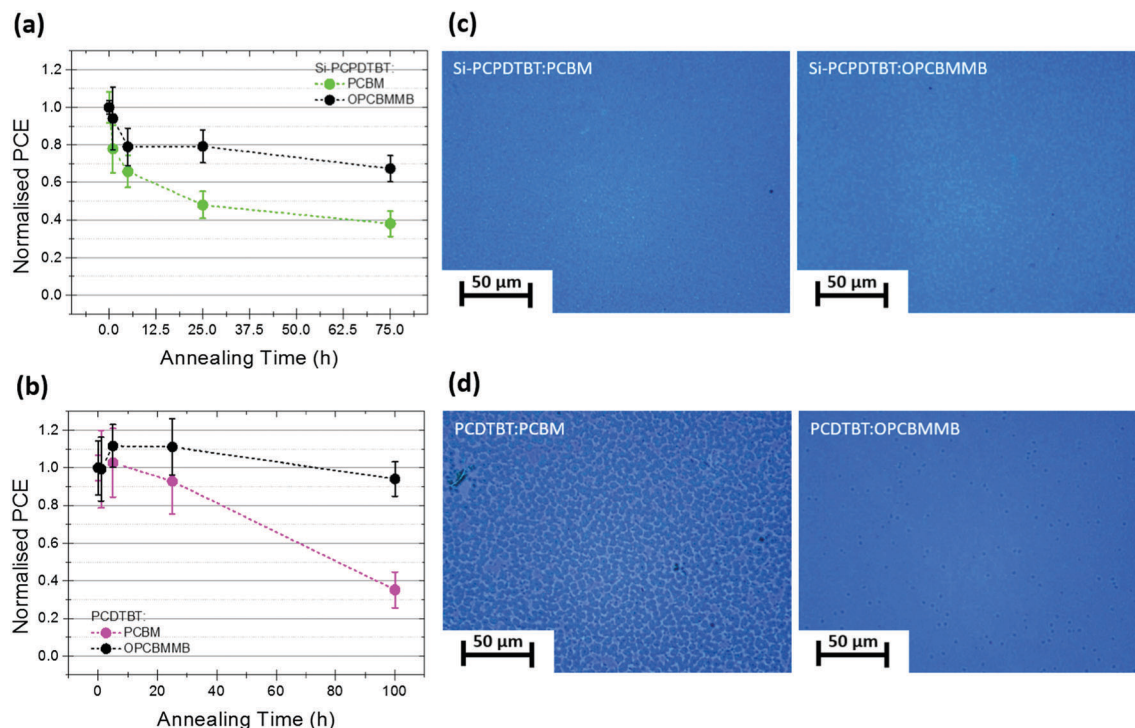 (a)
Normalised PCE
1.2
1.0
0.8
0.6
0.4
0.2
0.0
Si-PCPDTBT:
PCBM
OPCBMMB
0.0 12.5 25.0 37.5 50.0 62.5 75.0
Annealing Time (h)
(c)
Si-PCPDTBT:PCBM
50 µm
Si-PCPDTBT:OPCBMMB
50 µm
(b)
Normalised PCE
1.2
1.0
0.8
0.6
0.4
0.2
0.0
PCDTBT:
PCBM
OPCBMMB
0 20 40 60 80 100
Annealing Time (h)
(d)
PCDTBT:PCBM
50 µm
PCDTBT:OPCBMMB
50 µm